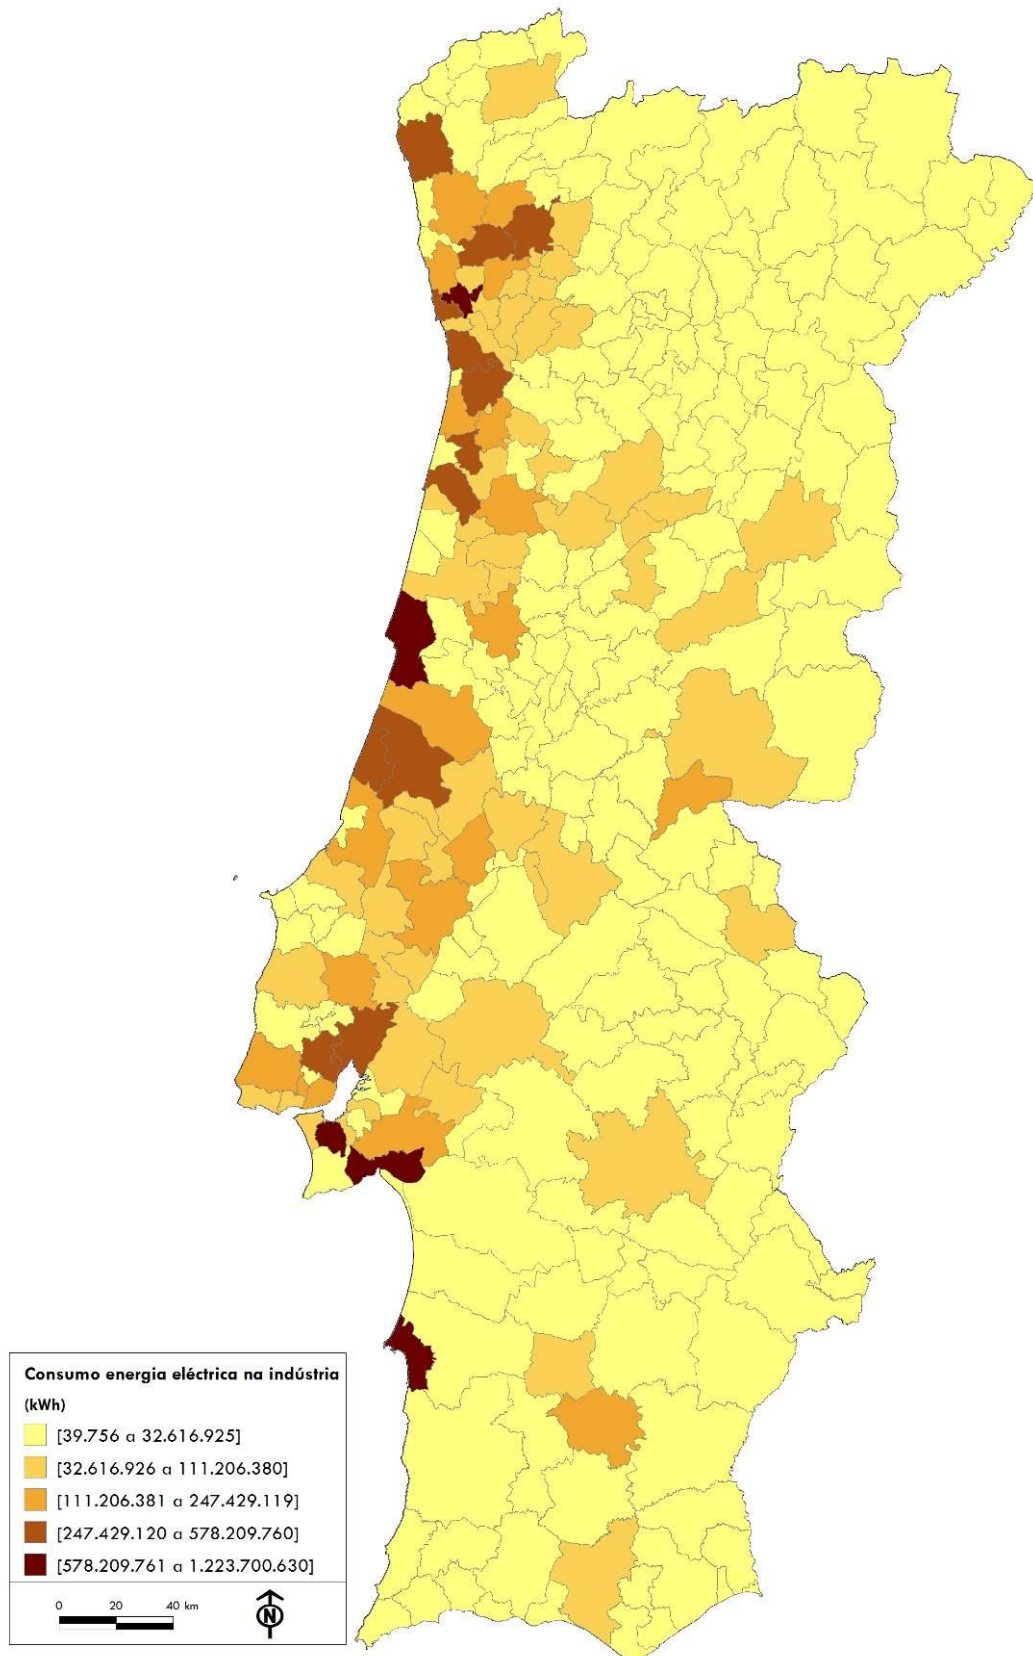 Consumo energia eléctrica na indústria
(kWh)
[39.756 a 32.616.925]
[32.616.926 a 111.206.380]
[111.206.381 a 247.429.119]
[247.429.120 a 578.209.760]
[578.209.761 a 1.223.700.630]
0 20 40 km
N